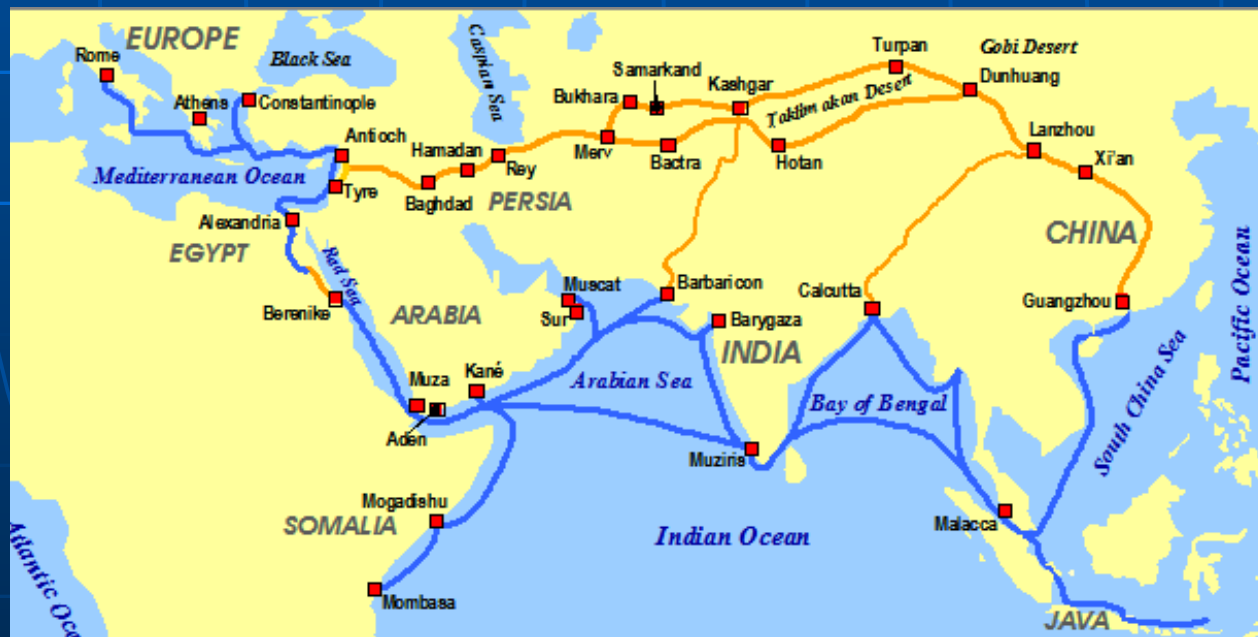 EUROPE
Rome
Black Sea
Caspian Sea
Turpan
Gobi Desert
Samarkand
Kashgar
Dunhuang
Bukhara
Athens
Constantinople
Taklim akan Desert
Antioch
Hamadan
Lanzhou
Merv
Bactra
Hotan
Rey
Xi'an
Mediterranean Ocean
Tyre
Baghdad
PERSIA
Alexandria
EGYPT
CHINA
Red Sea
Muscat
Barbaricon
Calcutta
Pacific Ocean
Berenike
ARABIA
Sur
Barygaza
Guangzhou
INDIA
Muza
Kané
Arabian Sea
Bay of Bengal
South China Sea
Aden
Muziris
Mogadishu
SOMALIA
Malacca
Atlantic Oce
Indian Ocean
Mombasa
JAVA